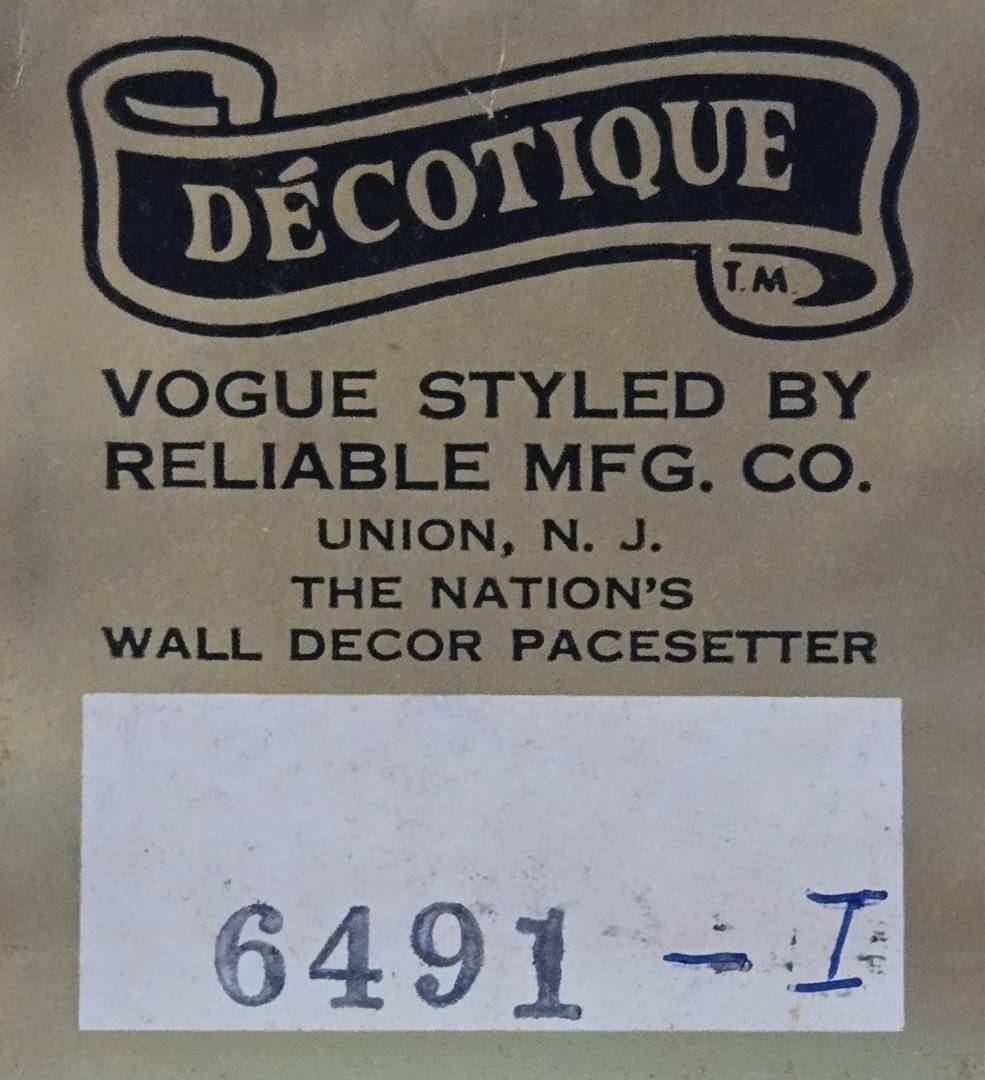 DÉCOTIQUE
T.M.
VOGUE STYLED BY
RELIABLE MFG. CO.
UNION, N. J.
THE NATION'S
WALL DECOR PACESETTER
6491 - I